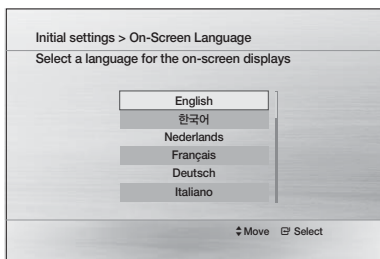 Initial settings > On-Screen Language
Select a language for the on-screen displays
English
한국어
Nederlands
Français
Deutsch
Italiano
Move Select